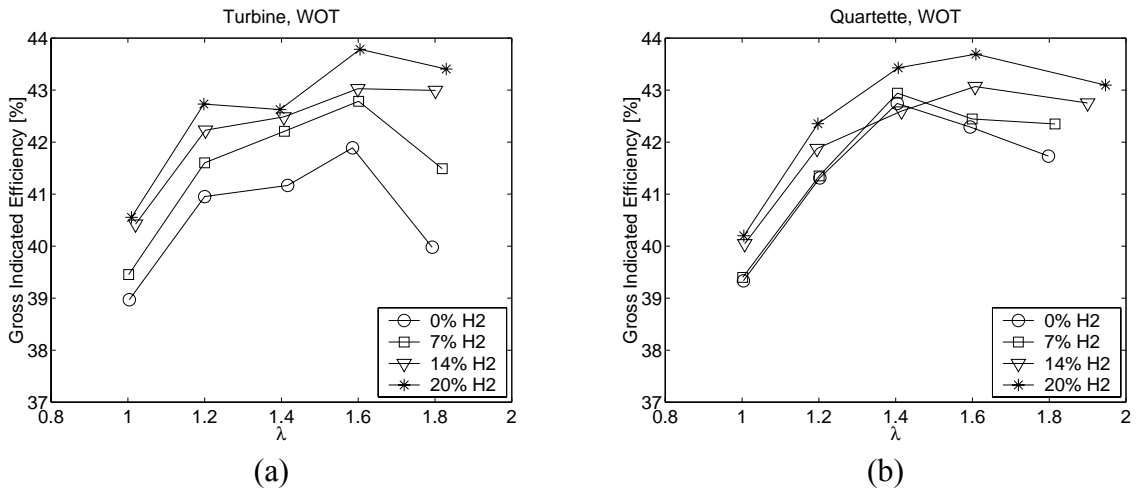 Turbine, WOT
Gross Indicated Efficiency [%]
44
43
42
41
40
39
38
37
0.8 1 1.2 1.4 1.6 1.8 2
λ
0% H2
7% H2
14% H2
20% H2
(a)
Quartette, WOT
Gross Indicated Efficiency [%]
44
43
42
41
40
39
38
37
0.8 1 1.2 1.4 1.6 1.8 2
λ
0% H2
7% H2
14% H2
20% H2
(b)